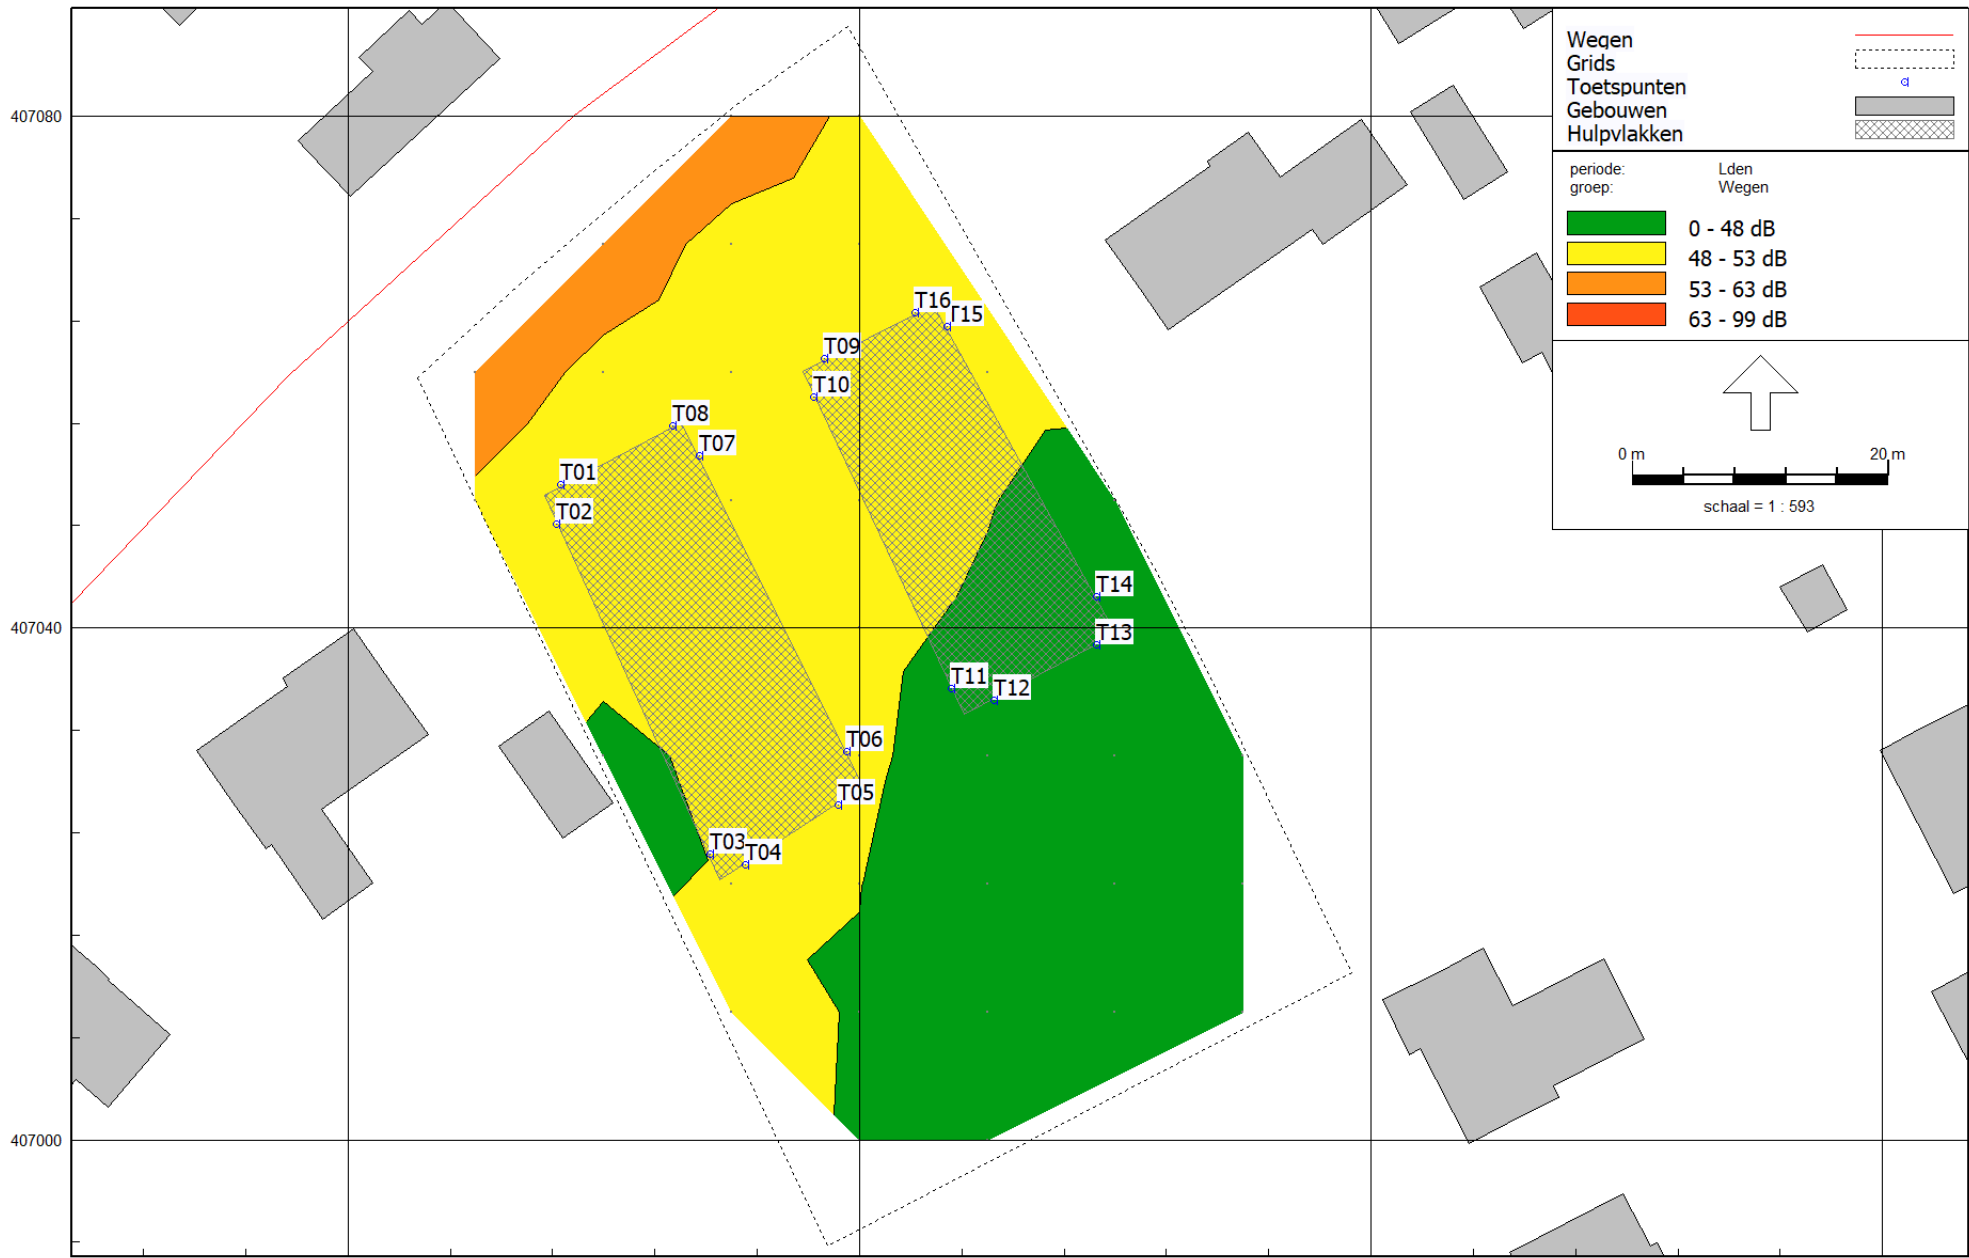 Wegen
Grids
Toetspunten
Gebouwen
Hulpvlakken
periode: Lden
groep: Wegen
0 - 48 dB
48 - 53 dB
53 - 63 dB
63 - 99 dB
0 m 20 m
schaal = 1 : 593
407080
407040
407000
T16
T15
T09
T10
T08
T07
T01
T02
T14
T13
T11
T12
T06
T05
T03
T04